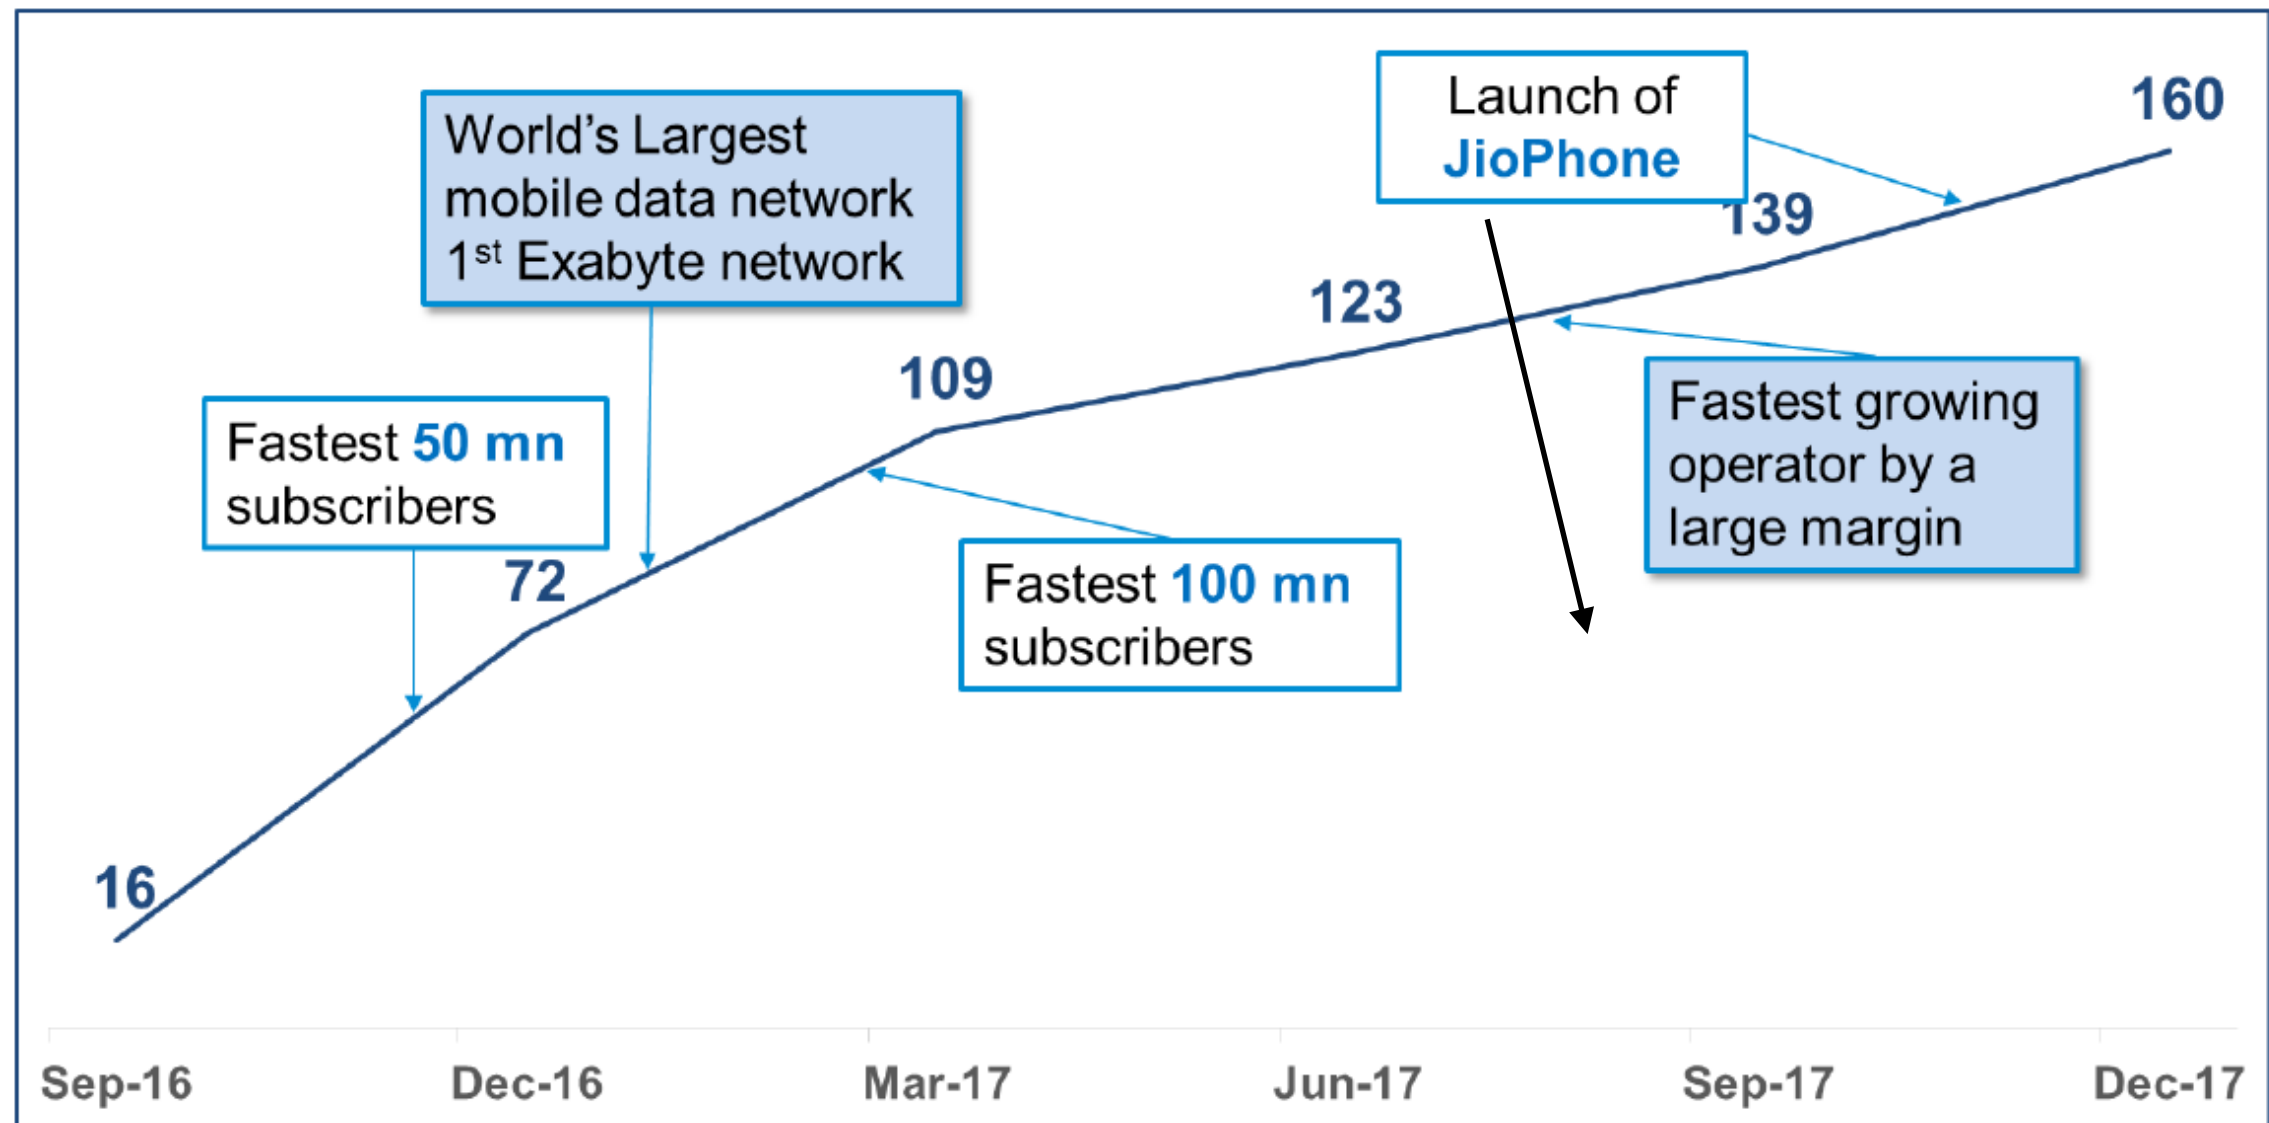 Launch of
JioPhone
160
World's Largest
mobile data network
1st Exabyte network
139
123
109
Fastest growing
operator by a
large margin
Fastest 50 mn
subscribers
72
Fastest 100 mn
subscribers
16
Sep-16
Dec-16
Mar-17
Jun-17
Sep-17
Dec-17